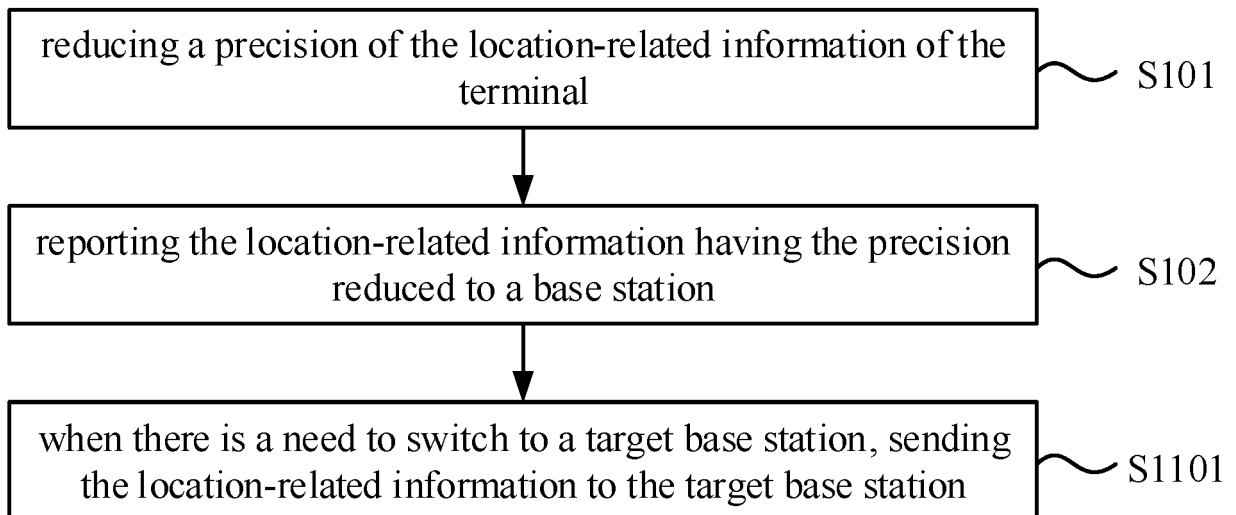 reducing a precision of the location-related information of the
terminal
S101
reporting the location-related information having the precision
reduced to a base station
S102
when there is a need to switch to a target base station, sending
the location-related information to the target base station
S1101